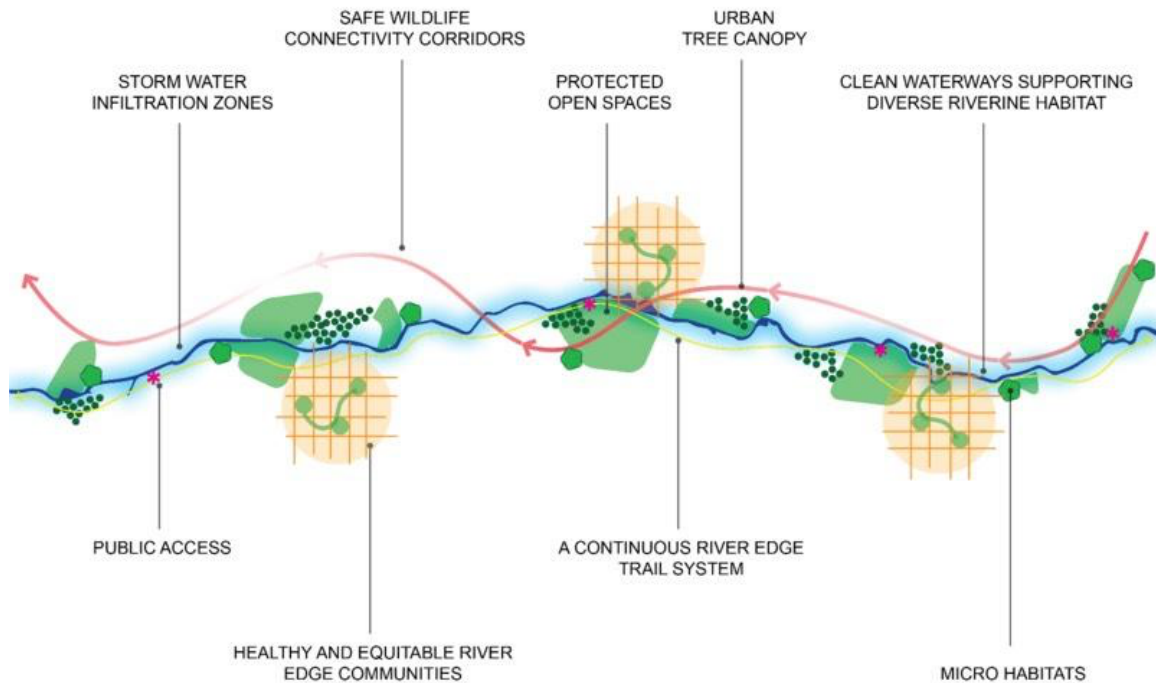 SAFE WILDLIFE
CONNECTIVITY CORRIDORS
URBAN
TREE CANOPY
STORM WATER
INFILTRATION ZONES
PROTECTED
OPEN SPACES
CLEAN WATERWAYS SUPPORTING
DIVERSE RIVERINE HABITAT
PUBLIC ACCESS
A CONTINUOUS RIVER EDGE
TRAIL SYSTEM
HEALTHY AND EQUITABLE RIVER
EDGE COMMUNITIES
MICRO HABITATS